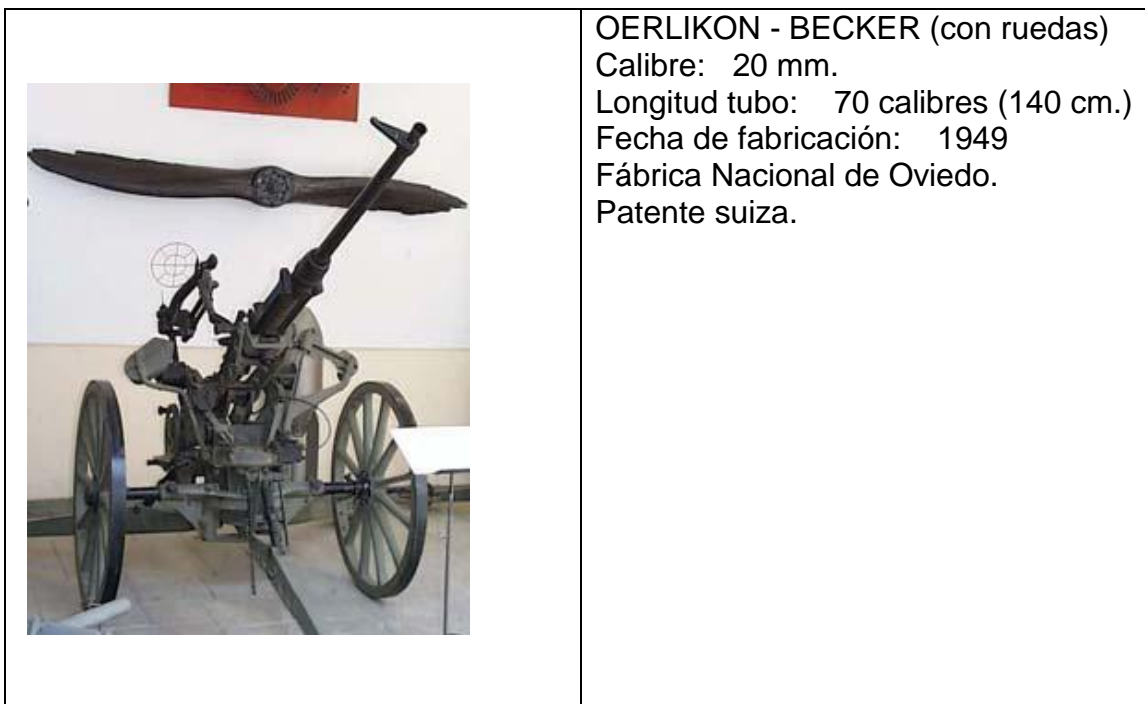 OERLIKON - BECKER (con ruedas)
Calibre: 20 mm.
Longitud tubo: 70 calibres (140 cm.)
Fecha de fabricación: 1949
Fábrica Nacional de Oviedo.
Patente suiza.